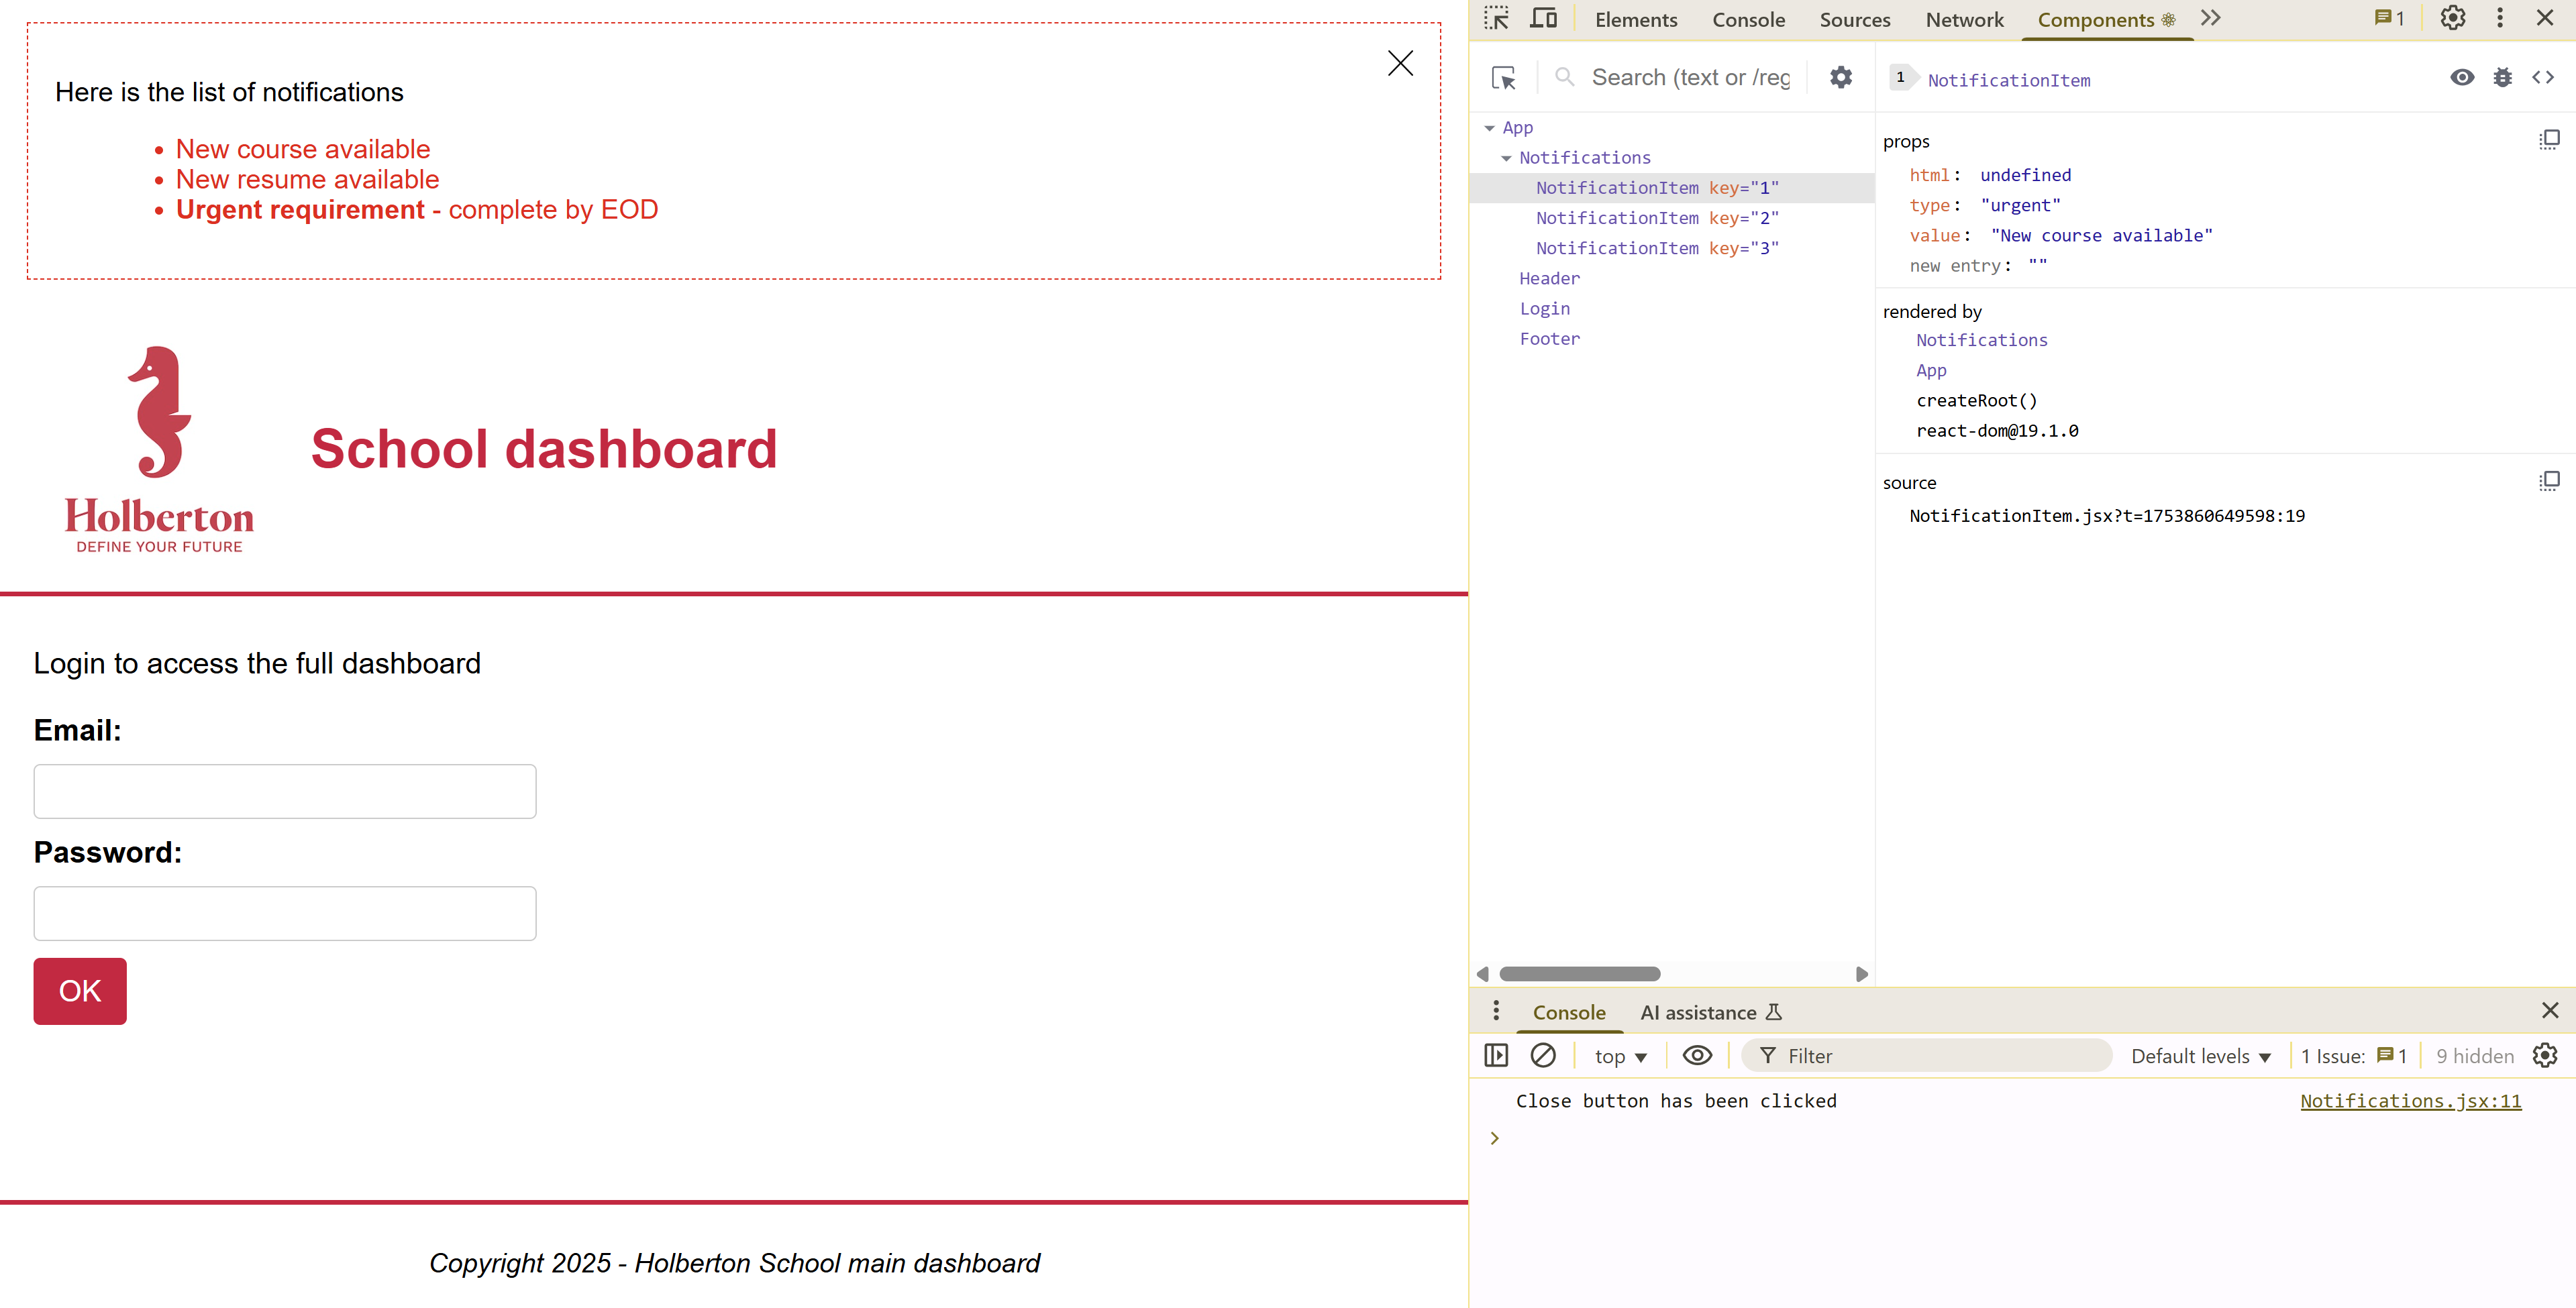 Here is the list of notifications
New course available
New resume available
Urgent requirement - complete by EOD
Holberton
DEFINE YOUR FUTURE
School dashboard
Login to access the full dashboard
Email:
Password:
OK
Copyright 2025 - Holberton School main dashboard
Elements Console Sources Network Components 1
Search (text or /reg
App
Notifications
NotificationItem key="1"
NotificationItem key="2"
NotificationItem key="3"
Header
Login
Footer
1 NotificationItem
props
html: undefined
type: "urgent"
value: "New course available"
new entry: ""
rendered by
Notifications
App
createRoot()
react-dom@19.1.0
source
NotificationItem.jsx?t=1753860649598:19
Console AI assistance
top Filter Default levels 1 Issue: 1 9 hidden
Close button has been clicked Notifications.jsx:11